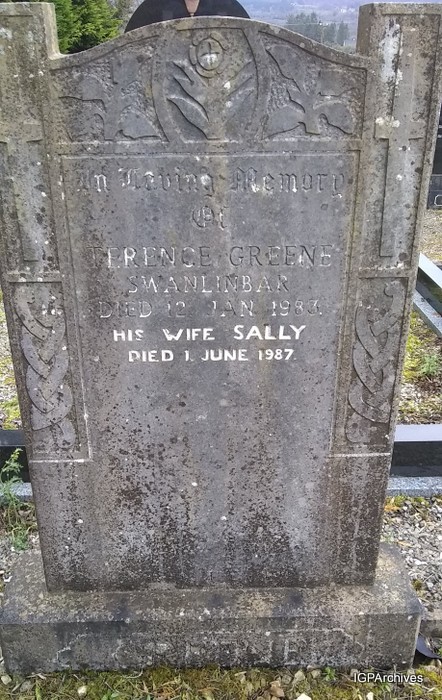 In Loving Memory
Of
TERENCE GREENE
SWANLINBAR
DIED 12 JAN 1983.
HIS WIFE SALLY
DIED 1. JUNE 1987.
GREENE
IGPArchives